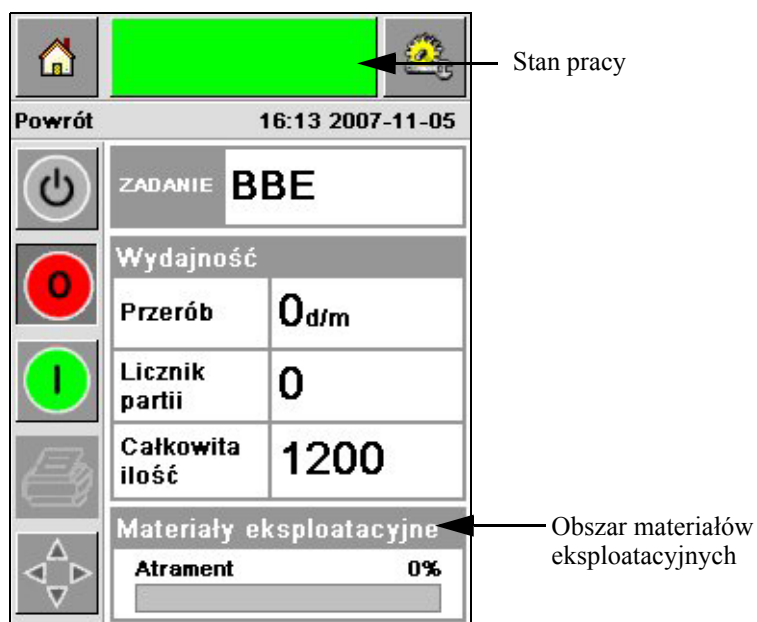 Stan pracy
Powrót 16:13 2007-11-05
ZADANIE BBE
Wydajność
Przerób 0d/m
Licznik
partii 0
Całkowita
ilość 1200
Materiały eksploatacyjne
Obszar materiałów
eksploatacyjnych
Atrament 0%